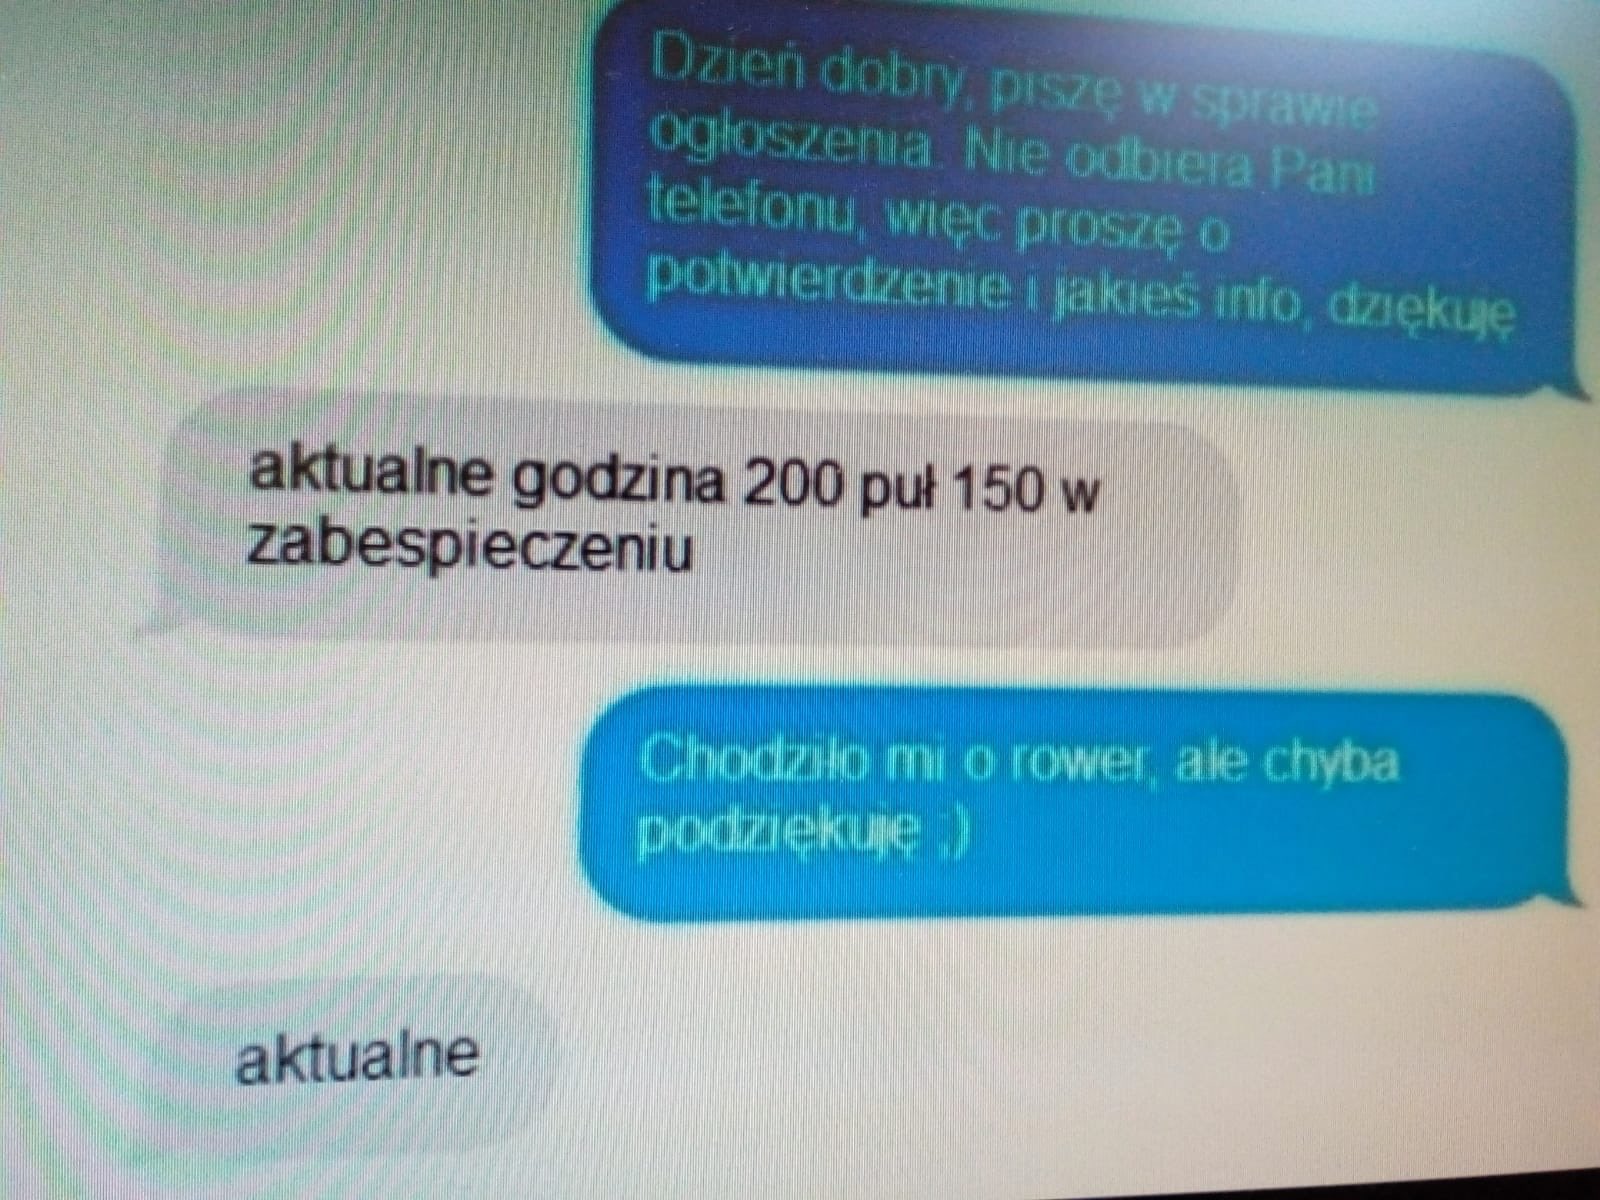 Dzień dobry, piszę w sprawie
ogłoszenia. Nie odbiera Pani
telefonu, więc proszę o
potwierdzenie i jakieś info, dziękuję
aktualne godzina 200 puł 150 w
zabespieczeniu
Chodziło mi o rower, ale chyba
podziękuję ;)
aktualne